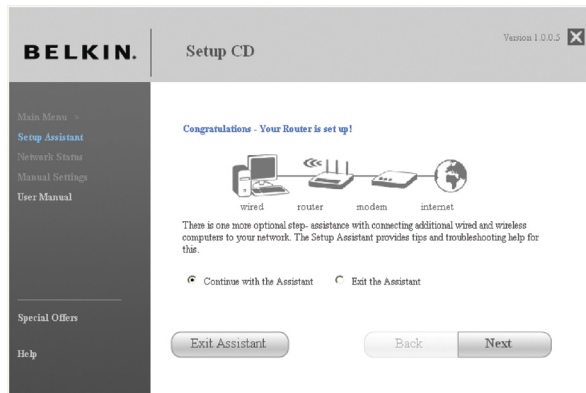 BELKIN.
Setup CD
Version 1.0.0.5
Main Menu >
Setup Assistant
Network Status
Manual Settings
User Manual
Special Offers
Help
Congratulations - Your Router is set up!
wired router modem internet
There is one more optional step- assistance with connecting additional wired and wireless
computers to your network. The Setup Assistant provides tips and troubleshooting help for
this.
Continue with the Assistant Exit the Assistant
Exit Assistant Back Next